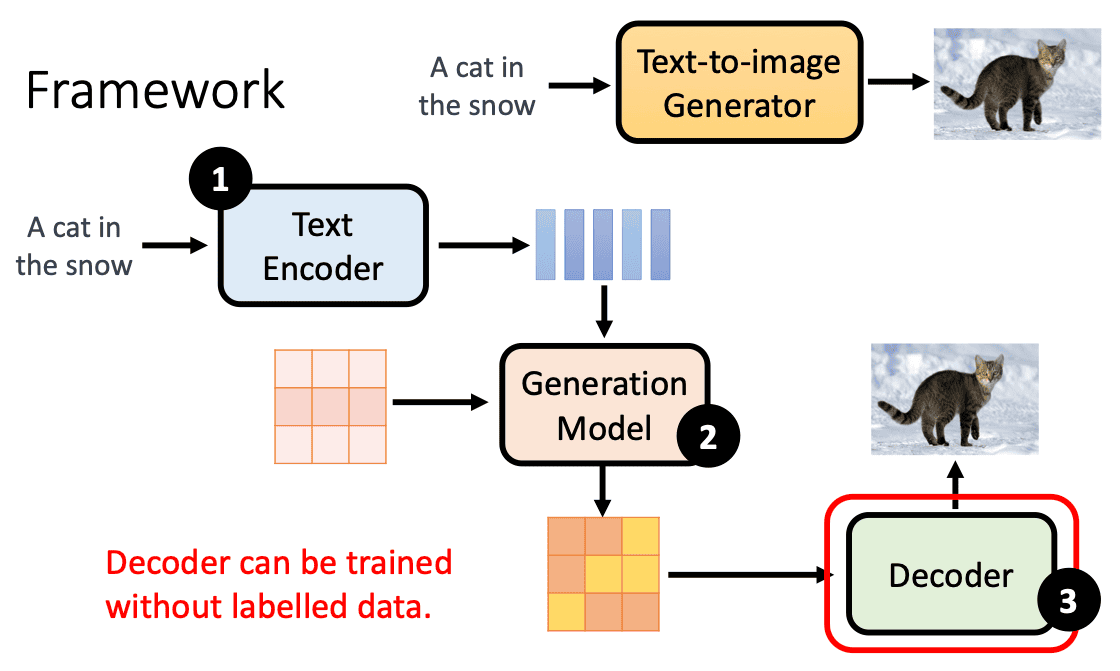 Framework
A cat in
the snow
Text-to-image
Generator
1
A cat in
the snow
Text
Encoder
Generation
Model
2
Decoder can be trained
without labelled data.
Decoder
3